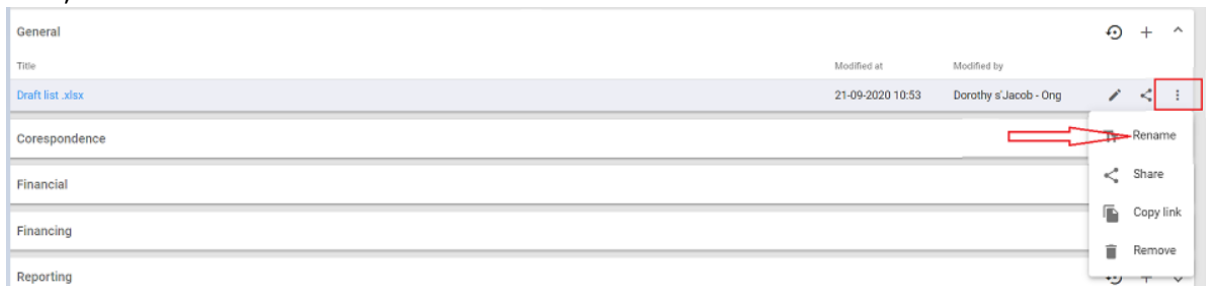 General
Title Modified at Modified by
Draft list .xlsx 21-09-2020 10:53 Dorothy s'Jacob - Ong
Corespondence
Rename
Financial
Share
Copy link
Financing
Remove
Reporting